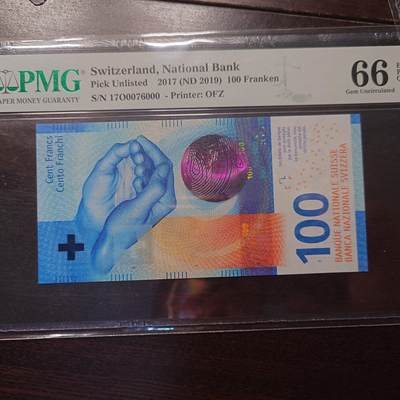 PMG
PAPER MONEY GUARANTY
Switzerland, National Bank
Pick Unlisted 2017 (ND 2019) 100 Franken
S/N 17O0076000 - Printer: OFZ
66
Gem Uncirculated
Cent Francs
Cento Franchi
100
BANQUE NATIONALE SUISSE
BANCA NAZIONALE SVIZZERA